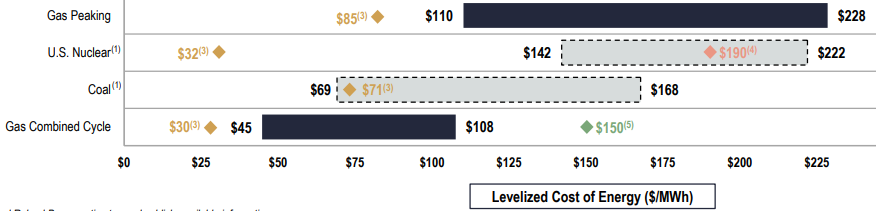 Gas Peaking $85(3) $110 $228
U.S. Nuclear(1) $32(3) $142 $190(4) $222
Coal(1) $69 $71(3) $168
Gas Combined Cycle $30(3) $45 $108 $150(5)
$0 $25 $50 $75 $100 $125 $150 $175 $200 $225
Levelized Cost of Energy ($/MWh)